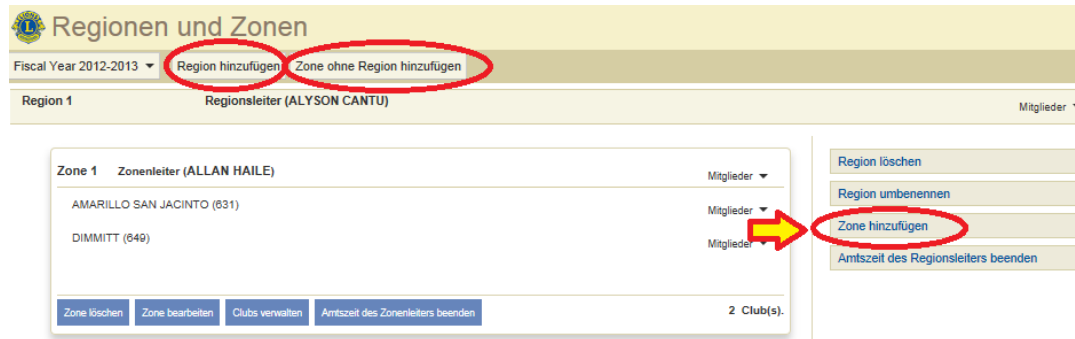 Regionen und Zonen
Fiscal Year 2012-2013 Region hinzufügen Zone ohne Region hinzufügen
Region 1 Regionsleiter (ALYSON CANTU) Mitglieder
Zone 1 Zonenleiter (ALLAN HAILE) Mitglieder
AMARILLO SAN JACINTO (631) Mitglieder
DIMMITT (649) Mitglieder
Zone löschen Zone bearbeiten Clubs verwalten Amtszeit des Zonenleiters beenden 2 Club(s).
Region löschen
Region umbenennen
Zone hinzufügen
Amtszeit des Regionsleiters beenden